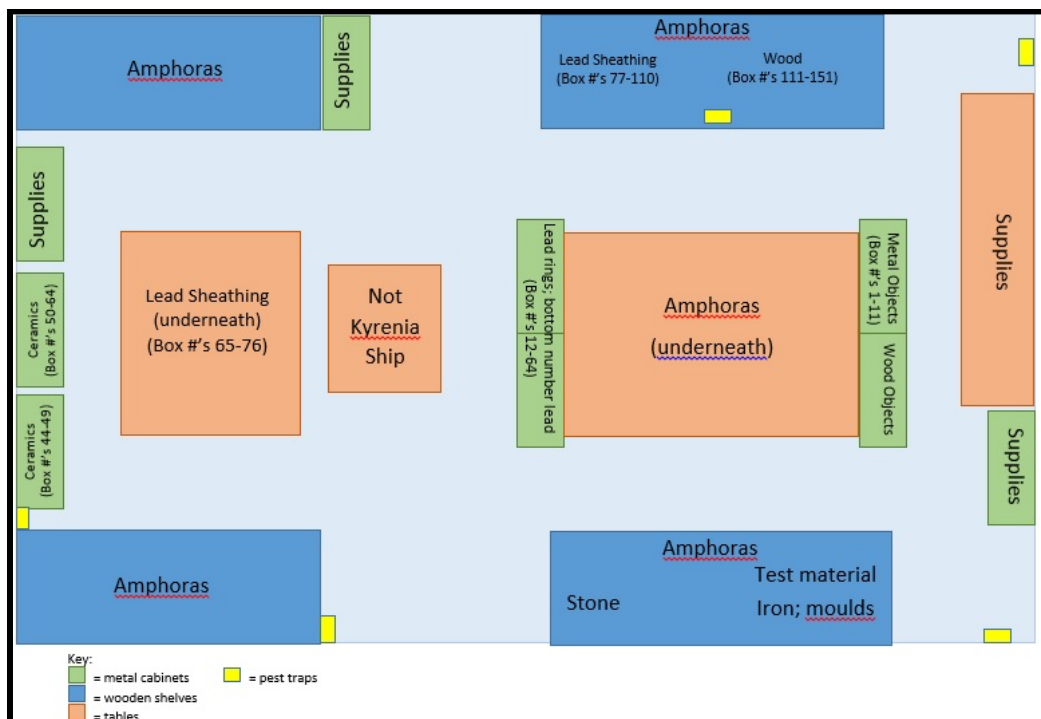 Amphoras
Supplies
Amphoras
Lead Sheathing
(Box #'s 77-110)
Wood
(Box #'s 111-151)
Supplies
Supplies
Ceramics
(Box #'s 50-64)
Ceramics
(Box #'s 44-49)
Lead Sheathing
(underneath)
(Box #'s 65-76)
Not
Kyrenia
Ship
Lead rings; bottom number lead
(Box #'s 12-64)
Amphoras
(underneath)
Metal Objects
(Box #'s 1-11)
Wood Objects
Supplies
Amphoras
Amphoras
Stone
Test material
Iron; moulds
Key:
= metal cabinets
= pest traps
= wooden shelves
= tables